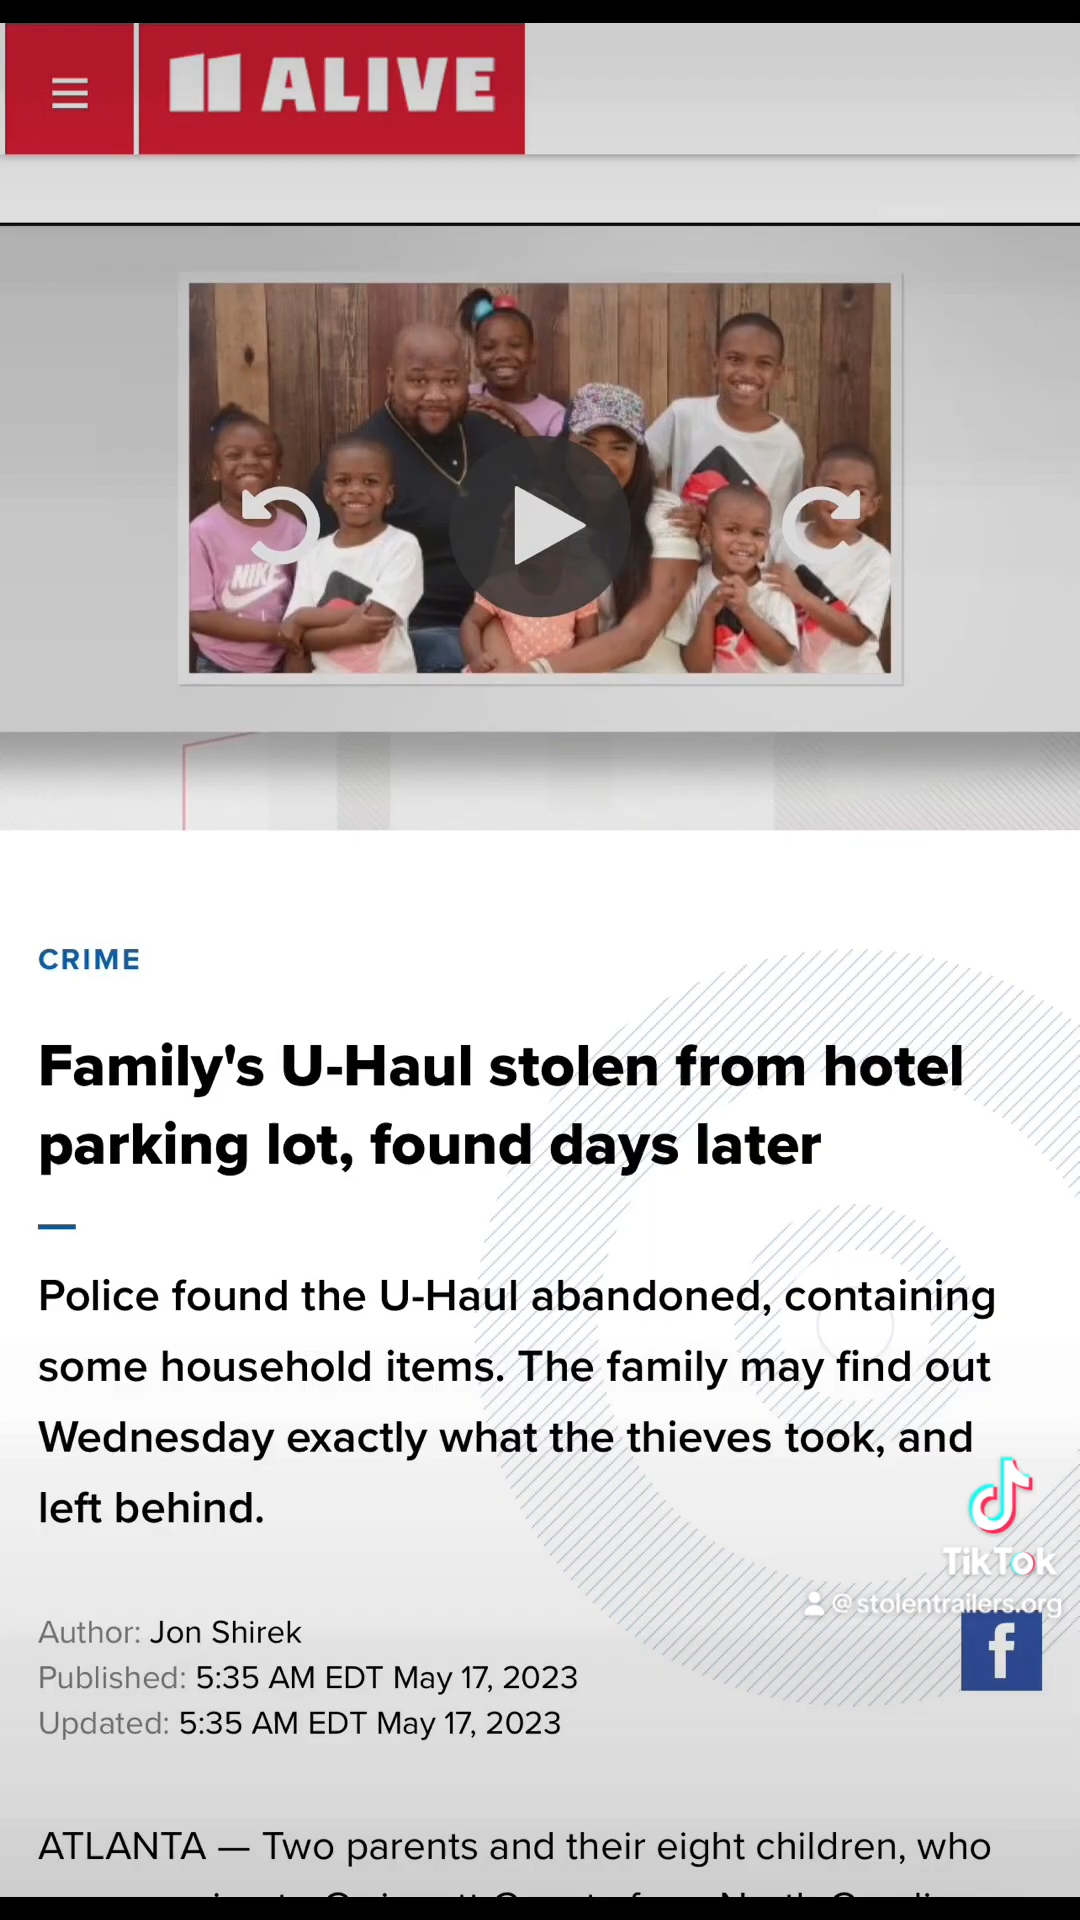 11 ALIVE
NIKE
CRIME
Family's U-Haul stolen from hotel
parking lot, found days later
Police found the U-Haul abandoned, containing
some household items. The family may find out
Wednesday exactly what the thieves took, and
left behind.
TikTok
@stolentrailers.org
f
Author: Jon Shirek
Published: 5:35 AM EDT May 17, 2023
Updated: 5:35 AM EDT May 17, 2023
ATLANTA — Two parents and their eight children, who